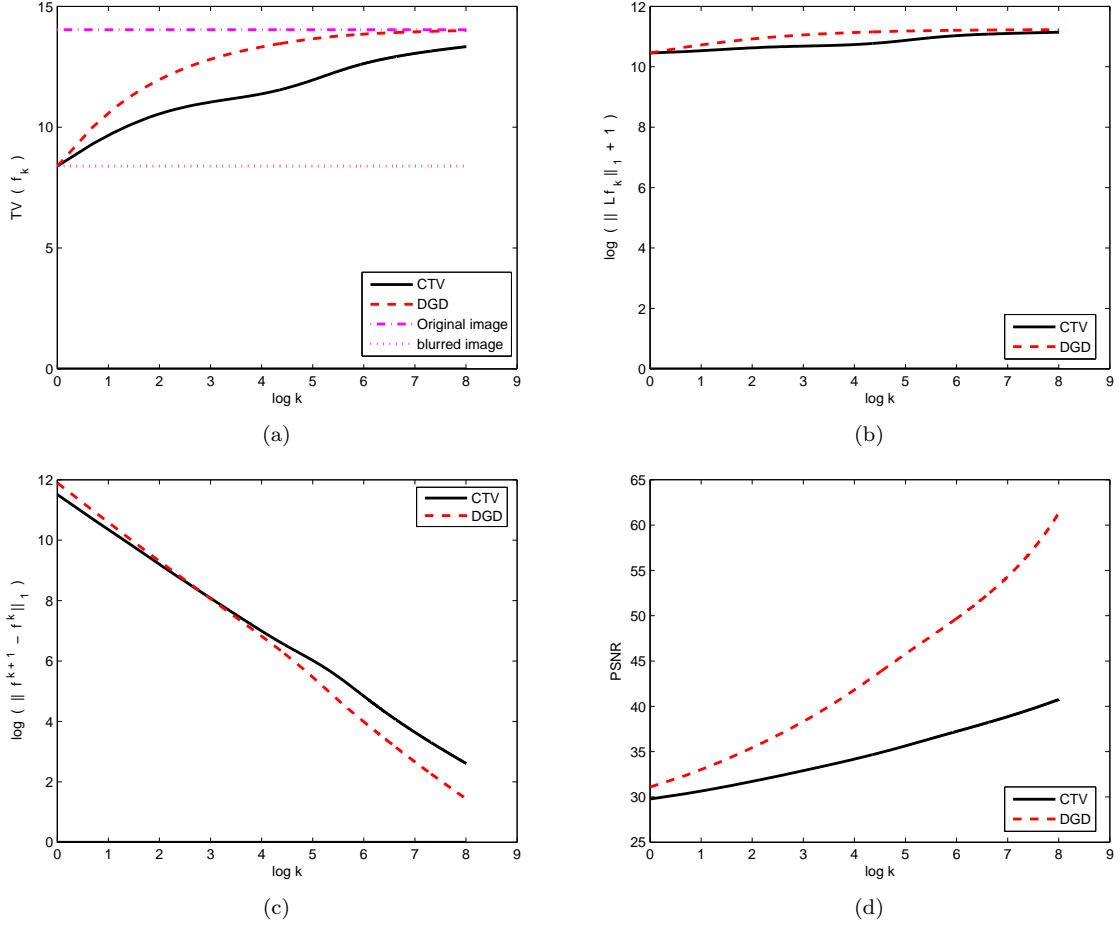 15
10
5
0
TV ( f_k )
0 1 2 3 4 5 6 7 8 9
log k
CTV
DGD
Original image
blurred image
(a)
12
10
8
6
4
2
0
log ( || Lf_k ||_1 + 1 )
0 1 2 3 4 5 6 7 8 9
log k
CTV
DGD
(b)
12
10
8
6
4
2
0
log ( || f^{k+1} − f^k ||_1 )
0 1 2 3 4 5 6 7 8 9
log k
CTV
DGD
(c)
65
60
55
50
45
40
35
30
25
PSNR
0 1 2 3 4 5 6 7 8 9
log k
CTV
DGD
(d)